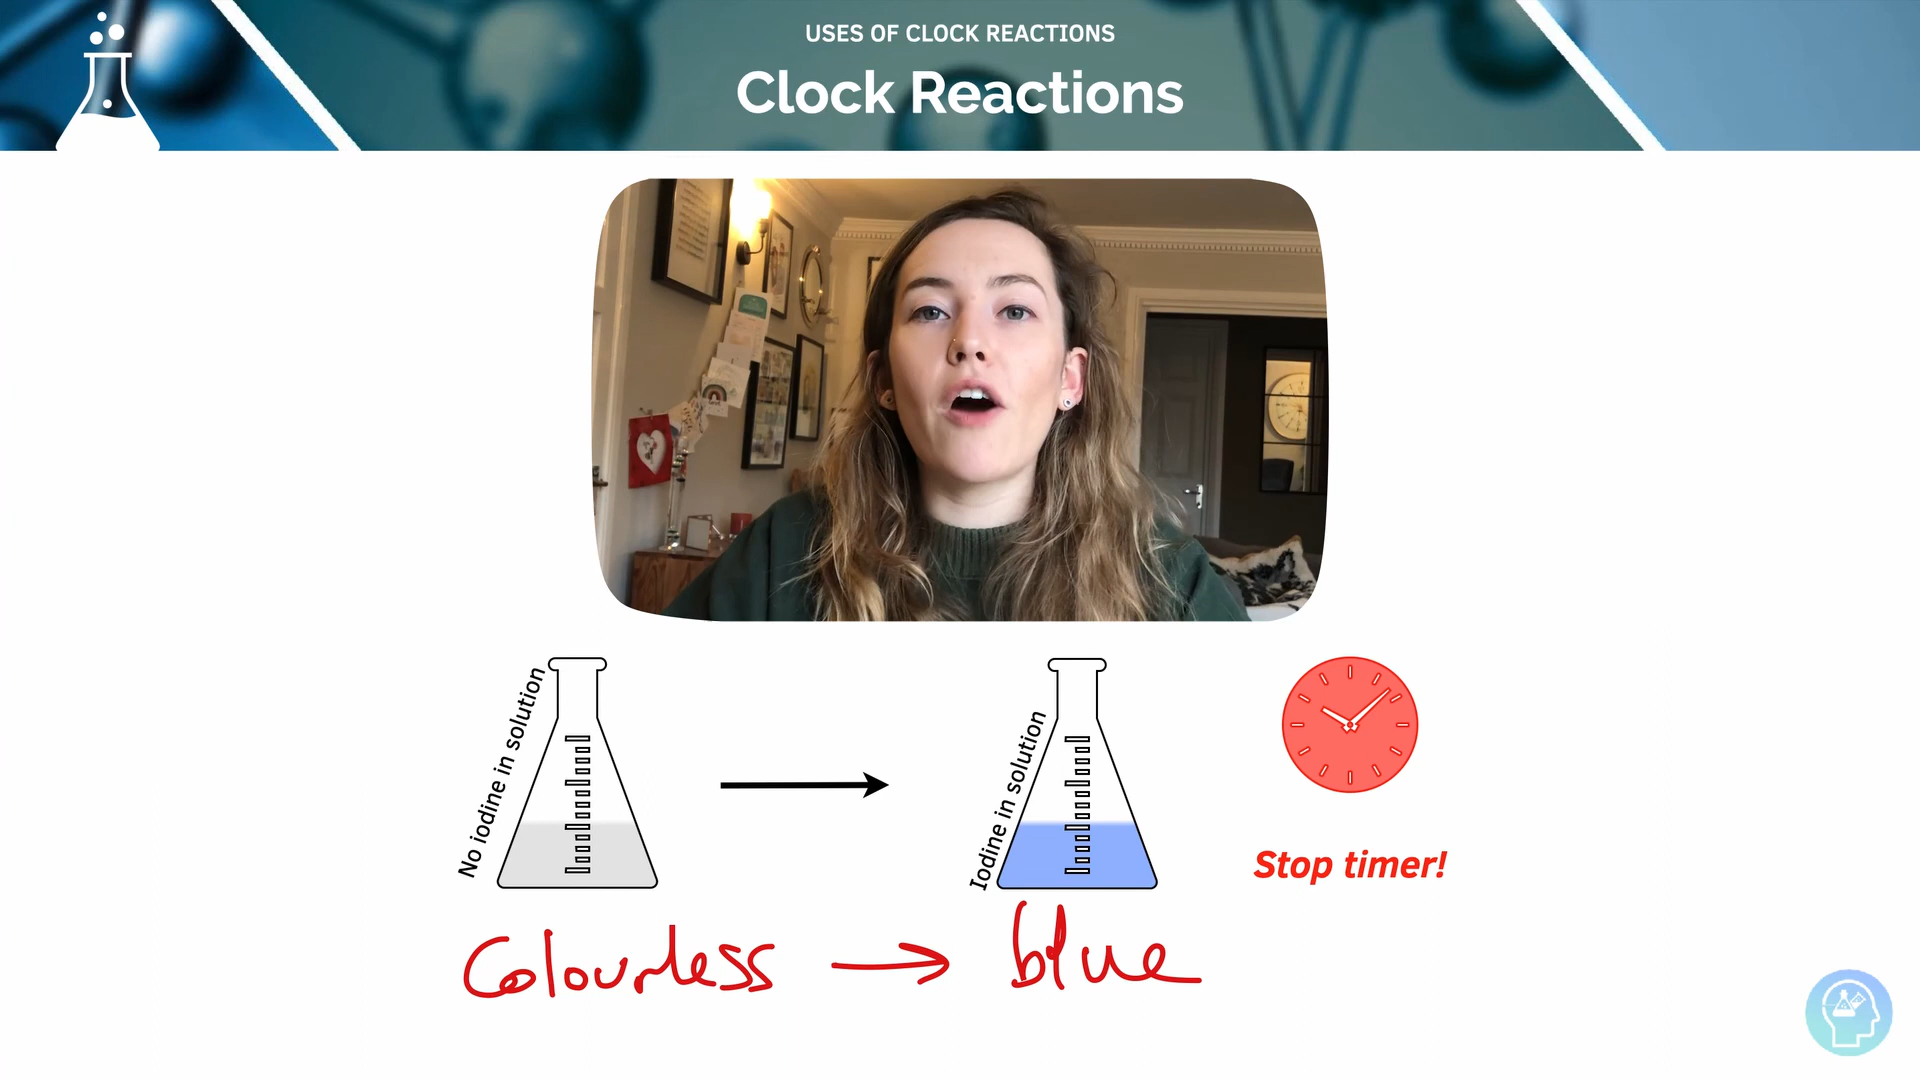 USES OF CLOCK REACTIONS
Clock Reactions
No iodine in solution
Iodine in solution
Stop timer!
Colourless → blue